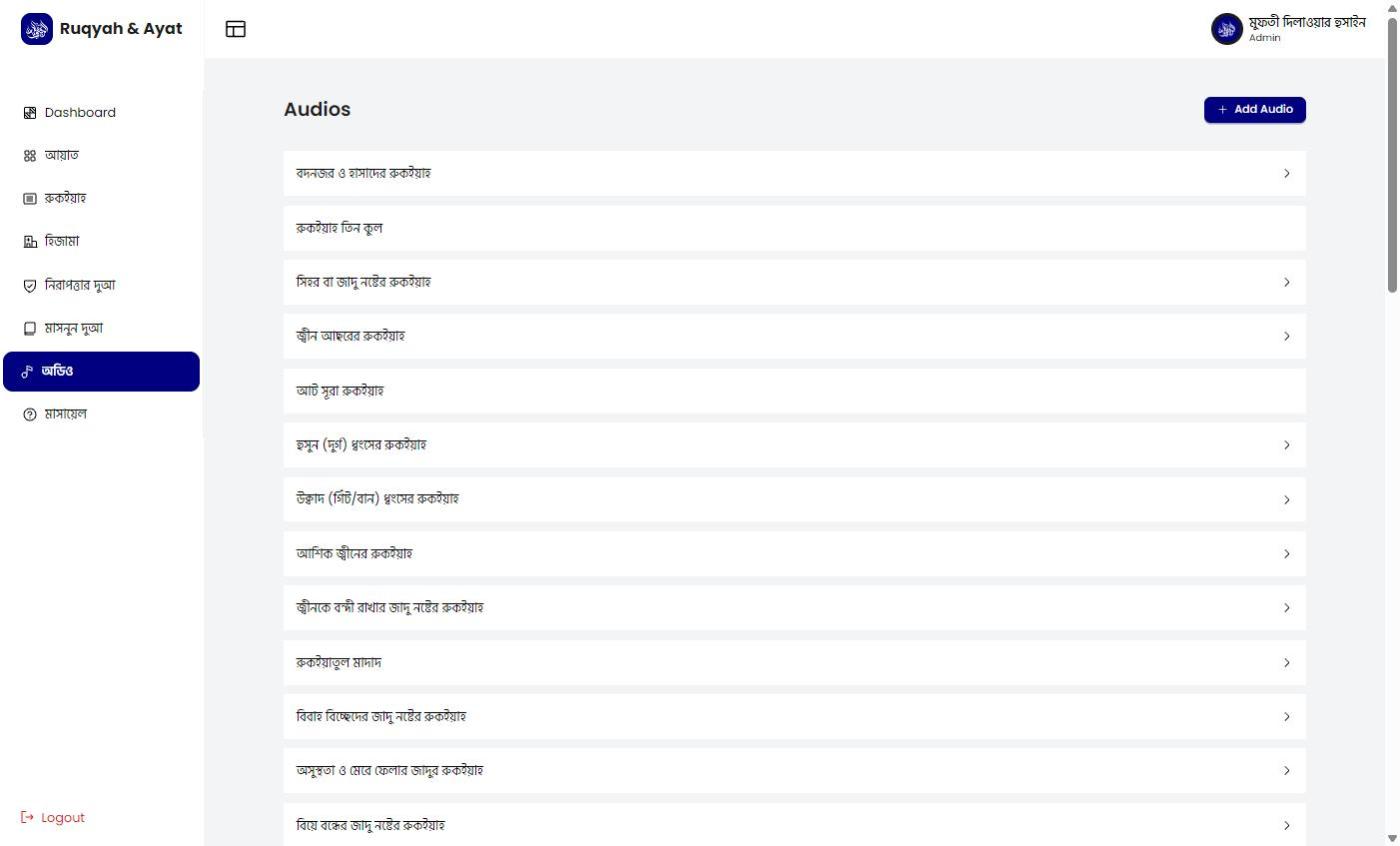 Ruqyah & Ayat
মুফতী দিলাওয়ার হুসাইন
Admin
Dashboard
আয়াত
রুকইয়াহ
হিজামা
নিরাপত্তার দুআ
মাসনুন দুআ
অডিও
মাসায়েল
Logout
Audios
+ Add Audio
বদনজর ও হাসাদের রুকইয়াহ
রুকইয়াহ তিন কুল
সিহর বা জাদু নষ্টের রুকইয়াহ
জ্বীন আছরের রুকইয়াহ
আট সূরা রুকইয়াহ
হুসুন (দুর্গ) ধ্বংসের রুকইয়াহ
উক্বাদ (গিঁট/বান) ধ্বংসের রুকইয়াহ
আশিক জ্বীনের রুকইয়াহ
জ্বীনকে বন্দী রাখার জাদু নষ্টের রুকইয়াহ
রুকইয়াতুল মাদাদ
বিবাহ বিচ্ছেদের জাদু নষ্টের রুকইয়াহ
অসুস্থতা ও মেরে ফেলার জাদুর রুকইয়াহ
বিয়ে বন্ধের জাদু নষ্টের রুকইয়াহ